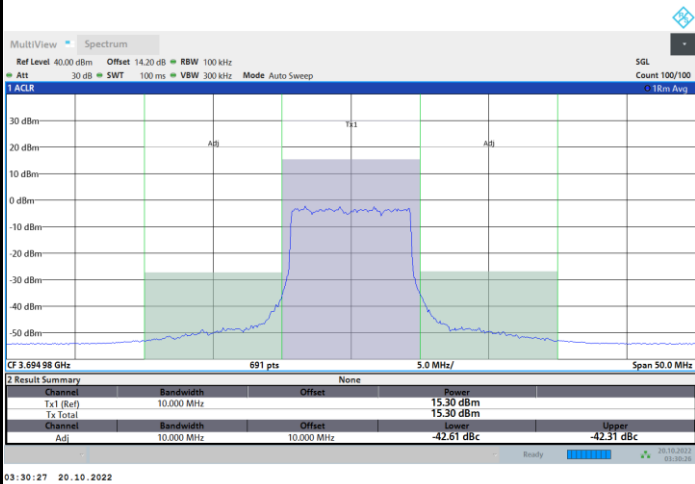 MultiView Spectrum
Ref Level 40.00 dBm Offset 14.20 dB RBW 100 kHz SGL
Att 30 dB SWT 100 ms VBW 300 kHz Mode Auto Sweep Count 100/100
1 ACLR 1Rm Avg
30 dBm
Tx1
20 dBm
Adj Adj
10 dBm
0 dBm
-10 dBm
-20 dBm
-30 dBm
-40 dBm
-50 dBm
CF 3.694 98 GHz 691 pts 5.0 MHz/ Span 50.0 MHz
2 Result Summary None
Channel Bandwidth Offset Power
Tx1 (Ref) 10.000 MHz 15.30 dBm
Tx Total 15.30 dBm
Channel Bandwidth Offset Lower Upper
Adj 10.000 MHz 10.000 MHz -42.61 dBc -42.31 dBc
Ready 20.10.2022
03:30:26
03:30:27 20.10.2022